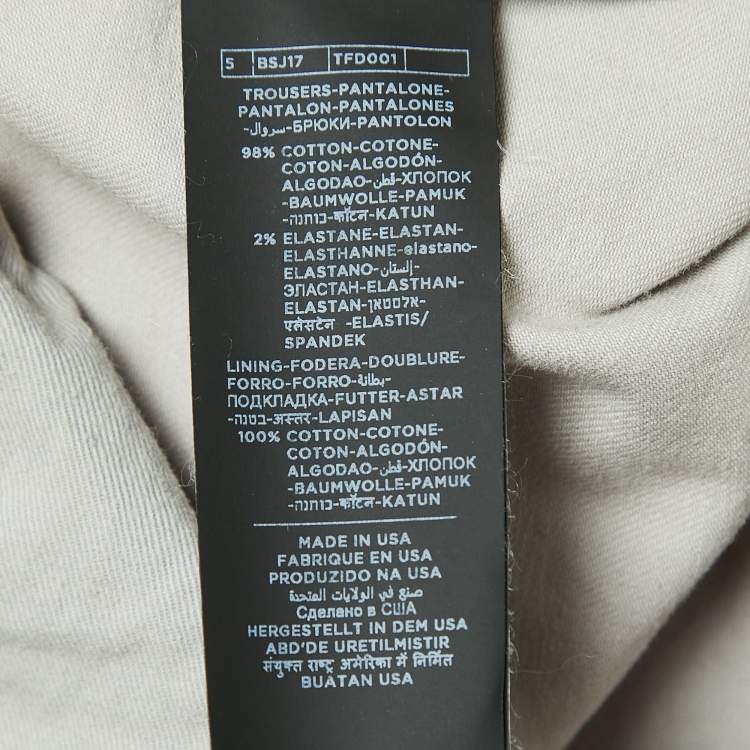 5 BSJ17 TFD001
TROUSERS-PANTALONE-
PANTALON-PANTALONES
-سروال-БРЮКИ-PANTOLON
98% COTTON-COTONE-
COTON-ALGODÓN-
ALGODAO-قطن-ХЛОПОК
-BAUMWOLLE-PAMUK
-כותנה-कॉटन-KATUN
2% ELASTANE-ELASTAN-
ELASTHANNE-elastano-
ELASTANO-إلستان-
ЭЛАСТАН-ELASTHAN-
ELASTAN-אלסטאן-
एलेसटेन -ELASTIS/
SPANDEK
LINING-FODERA-DOUBLURE-
FORRO-FORRO-بطانة-
ПОДКЛАДКА-FUTTER-ASTAR
-בטנה-अस्तर-LAPISAN
100% COTTON-COTONE-
COTON-ALGODÓN-
ALGODAO-قطن-ХЛОПОК
-BAUMWOLLE-PAMUK
-כותנה-कॉटन-KATUN
MADE IN USA
FABRIQUE EN USA
PRODUZIDO NA USA
صنع في الولايات المتحدة
Сделано в США
HERGESTELLT IN DEM USA
ABD'DE URETILMISTIR
संयुक्त राष्ट्र अमेरिका में निर्मित
BUATAN USA